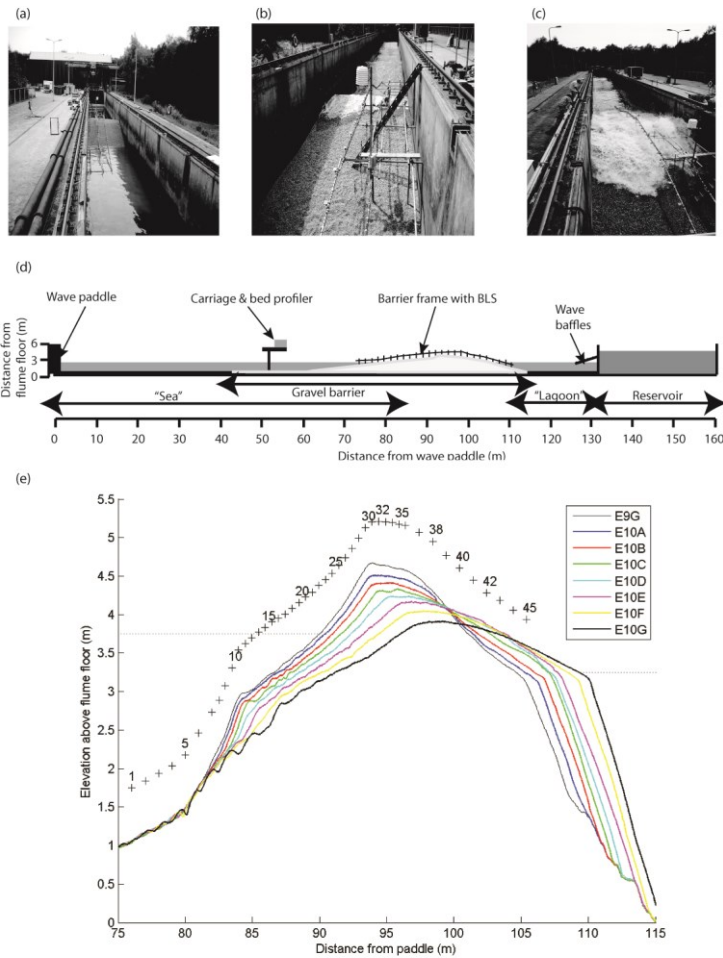 (a)
(b)
(c)
(d)
Wave paddle
Carriage & bed profiler
Barrier frame with BLS
Wave
baffles
Distance from
flume floor (m)
6
3
0
"Sea"
Gravel barrier
"Lagoon"
Reservoir
0 10 20 30 40 50 60 70 80 90 100 110 120 130 140 150 160
Distance from wave paddle (m)
(e)
Elevation above flume floor (m)
5.5
5
4.5
4
3.5
3
2.5
2
1.5
1
0.5
0
1
5
10
15
20
25
30 32 35
38
40
42
45
E9G
E10A
E10B
E10C
E10D
E10E
E10F
E10G
75 80 85 90 95 100 105 110 115
Distance from paddle (m)